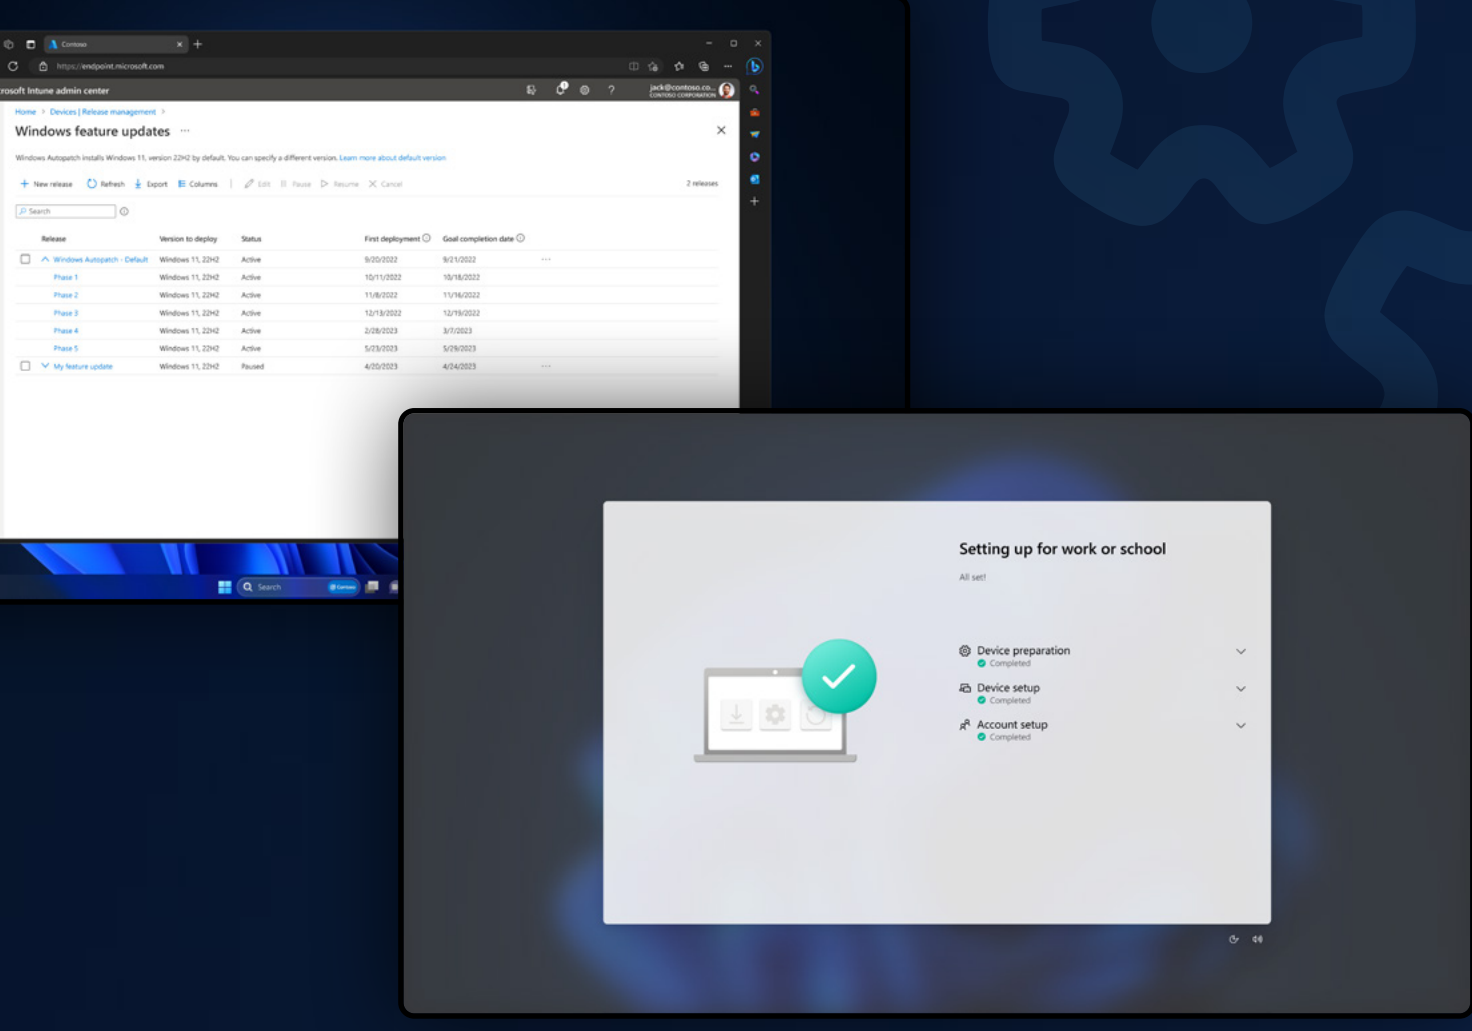 Contoso
https://endpoint.microsoft.com
rosoft Intune admin center
1
?
jack@contoso.co...
CONTOSO CORPORATION
Home > Devices | Release management >
Windows feature updates ...
Windows Autopatch installs Windows 11, version 22H2 by default. You can specify a different version. Learn more about default version
New release Refresh Export Columns | Edit Pause Resume Cancel 2 releases
Search
Release Version to deploy Status First deployment Goal completion date
Windows Autopatch - Default Windows 11, 22H2 Active 9/20/2022 9/21/2022 ...
Phase 1 Windows 11, 22H2 Active 10/11/2022 10/18/2022
Phase 2 Windows 11, 22H2 Active 11/8/2022 11/16/2022
Phase 3 Windows 11, 22H2 Active 12/13/2022 12/19/2022
Phase 4 Windows 11, 22H2 Active 2/28/2023 3/7/2023
Phase 5 Windows 11, 22H2 Active 5/23/2023 5/29/2023
My feature update Windows 11, 22H2 Paused 4/20/2023 4/24/2023 ...
Search Contoso
Setting up for work or school
All set!
Device preparation
Completed
Device setup
Completed
Account setup
Completed